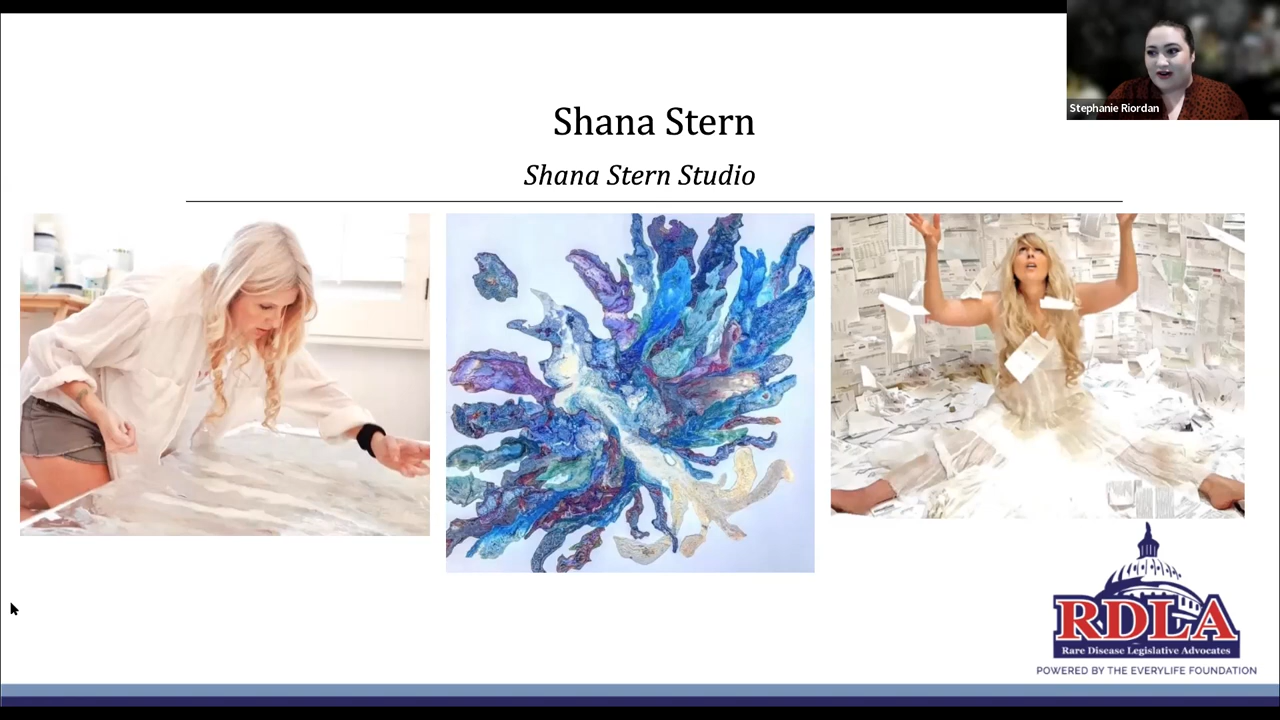 Stephanie Riordan
Shana Stern
Shana Stern Studio
RDLA
Rare Disease Legislative Advocates
POWERED BY THE EVERYLIFE FOUNDATION